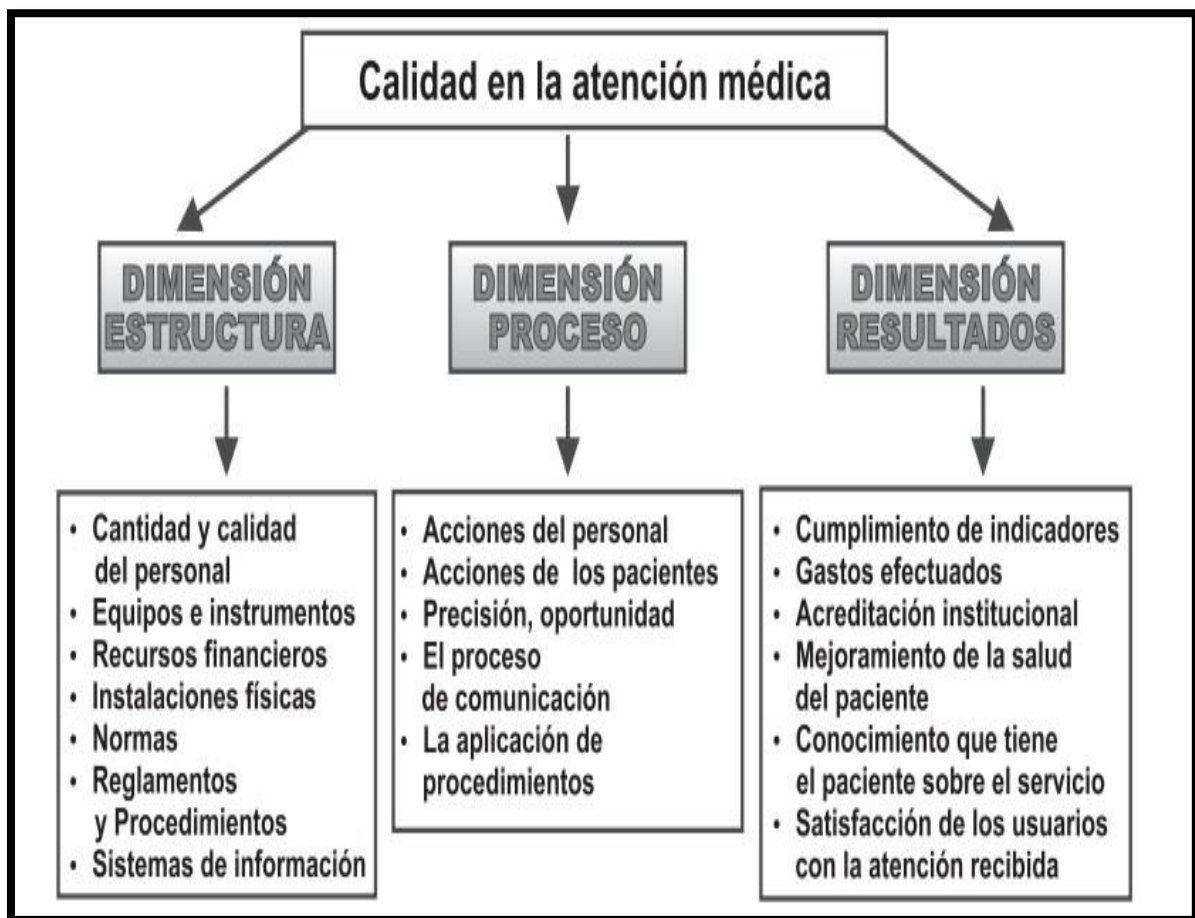 Calidad en la atención médica
DIMENSIÓN
ESTRUCTURA
DIMENSIÓN
PROCESO
DIMENSIÓN
RESULTADOS
• Cantidad y calidad
del personal
• Equipos e instrumentos
• Recursos financieros
• Instalaciones físicas
• Normas
• Reglamentos
y Procedimientos
• Sistemas de información
• Acciones del personal
• Acciones de los pacientes
• Precisión, oportunidad
• El proceso
de comunicación
• La aplicación de
procedimientos
• Cumplimiento de indicadores
• Gastos efectuados
• Acreditación institucional
• Mejoramiento de la salud
del paciente
• Conocimiento que tiene
el paciente sobre el servicio
• Satisfacción de los usuarios
con la atención recibida